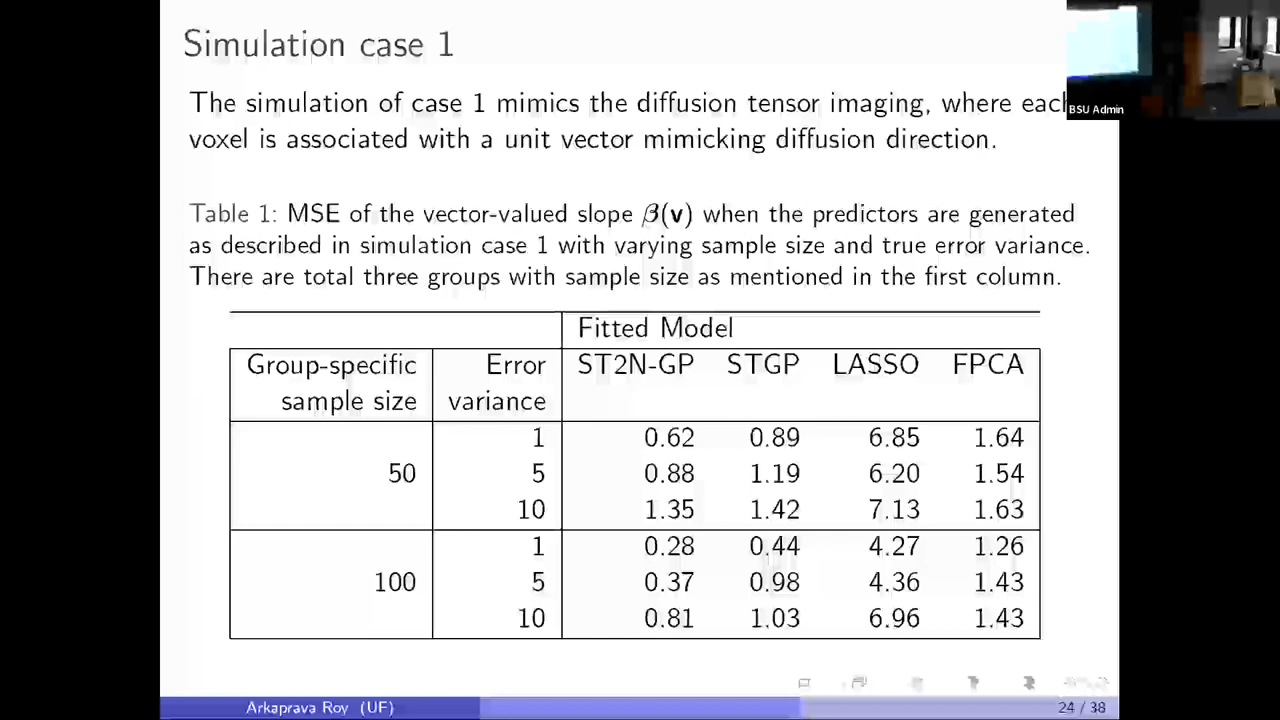 Simulation case 1
The simulation of case 1 mimics the diffusion tensor imaging, where each
BSU Admin
voxel is associated with a unit vector mimicking diffusion direction.
Table 1: MSE of the vector-valued slope β(v) when the predictors are generated
as described in simulation case 1 with varying sample size and true error variance.
There are total three groups with sample size as mentioned in the first column.
Fitted Model
Group-specific Error ST2N-GP STGP LASSO FPCA
sample size variance
1 0.62 0.89 6.85 1.64
50 5 0.88 1.19 6.20 1.54
10 1.35 1.42 7.13 1.63
1 0.28 0.44 4.27 1.26
100 5 0.37 0.98 4.36 1.43
10 0.81 1.03 6.96 1.43
Arkaprava Roy (UF) 24 / 38